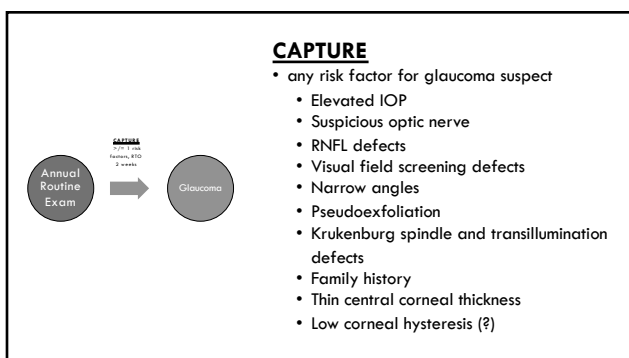 CAPTURE
• any risk factor for glaucoma suspect
• Elevated IOP
• Suspicious optic nerve
• RNFL defects
• Visual field screening defects
• Narrow angles
• Pseudoexfoliation
• Krukenburg spindle and transillumination
defects
• Family history
• Thin central corneal thickness
• Low corneal hysteresis (?)
CAPTURE
>/= 1 risk
factors, RTO
2 weeks
Annual
Routine
Exam
Glaucoma